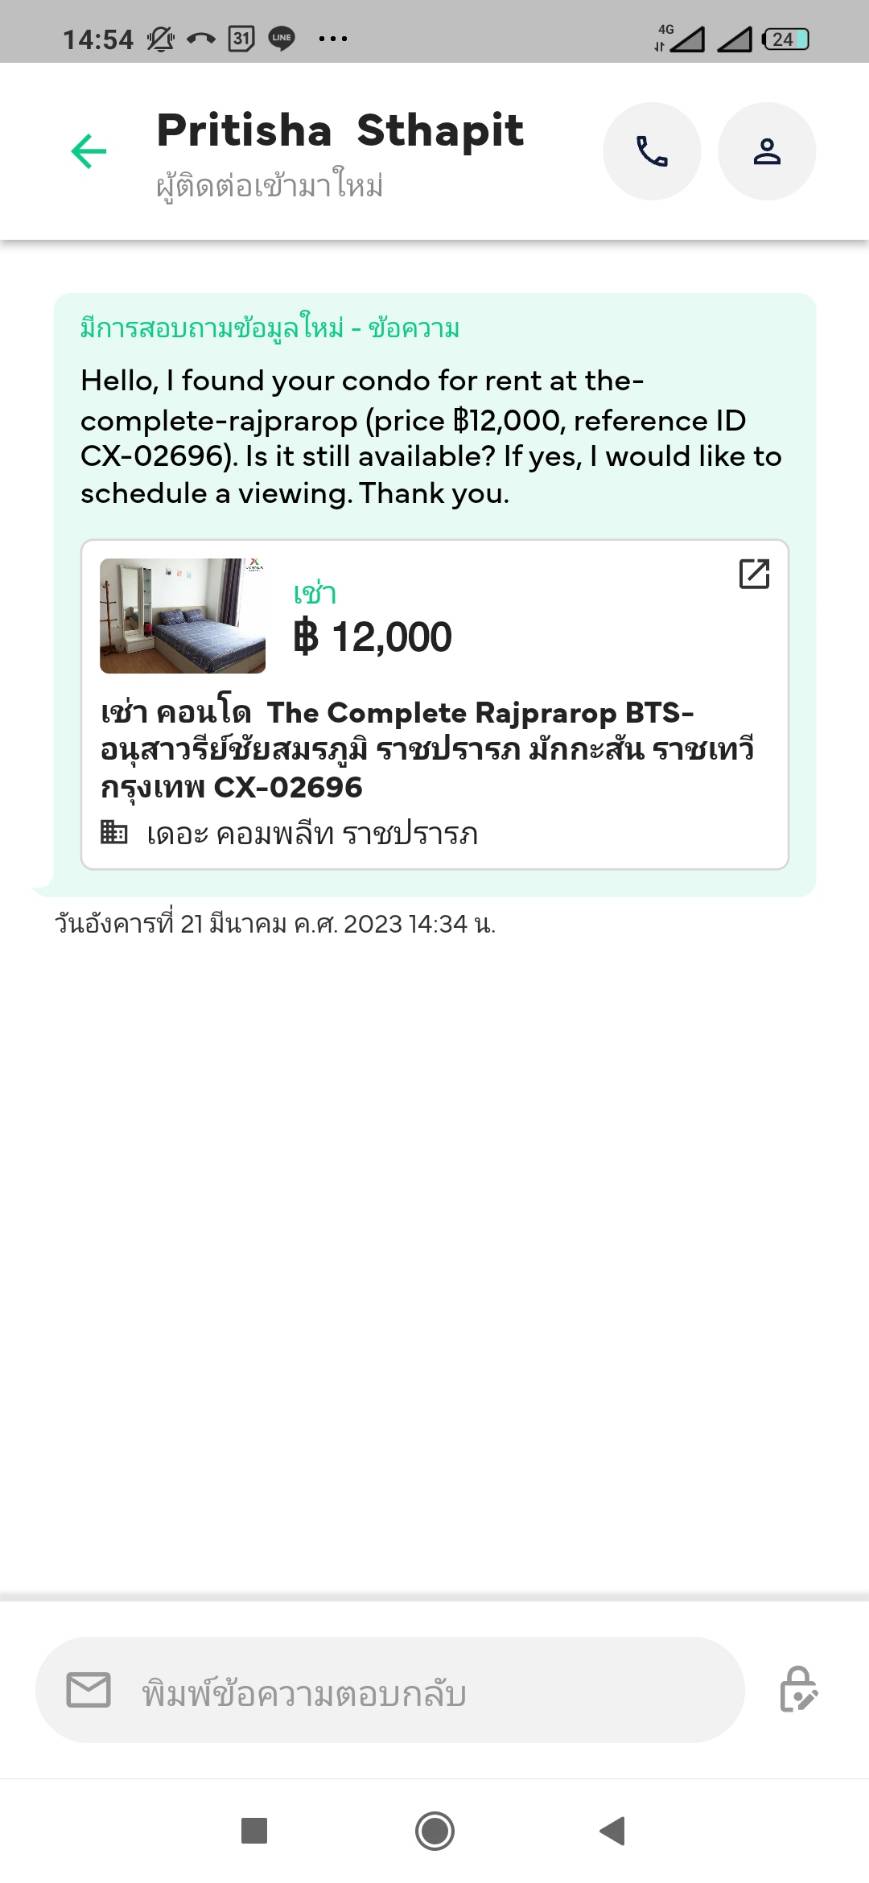 14:54
31
LINE
4G
24
Pritisha  Sthapit
ผู้ติดต่อเข้ามาใหม่
มีการสอบถามข้อมูลใหม่ - ข้อความ
Hello, I found your condo for rent at the-
complete-rajprarop (price ฿12,000, reference ID
CX-02696). Is it still available? If yes, I would like to
schedule a viewing. Thank you.
เช่า
฿ 12,000
เช่า คอนโด  The Complete Rajprarop BTS-
อนุสาวรีย์ชัยสมรภูมิ ราชปรารภ มักกะสัน ราชเทวี
กรุงเทพ CX-02696
เดอะ คอมพลีท ราชปรารภ
วันอังคารที่ 21 มีนาคม ค.ศ. 2023 14:34 น.
พิมพ์ข้อความตอบกลับ